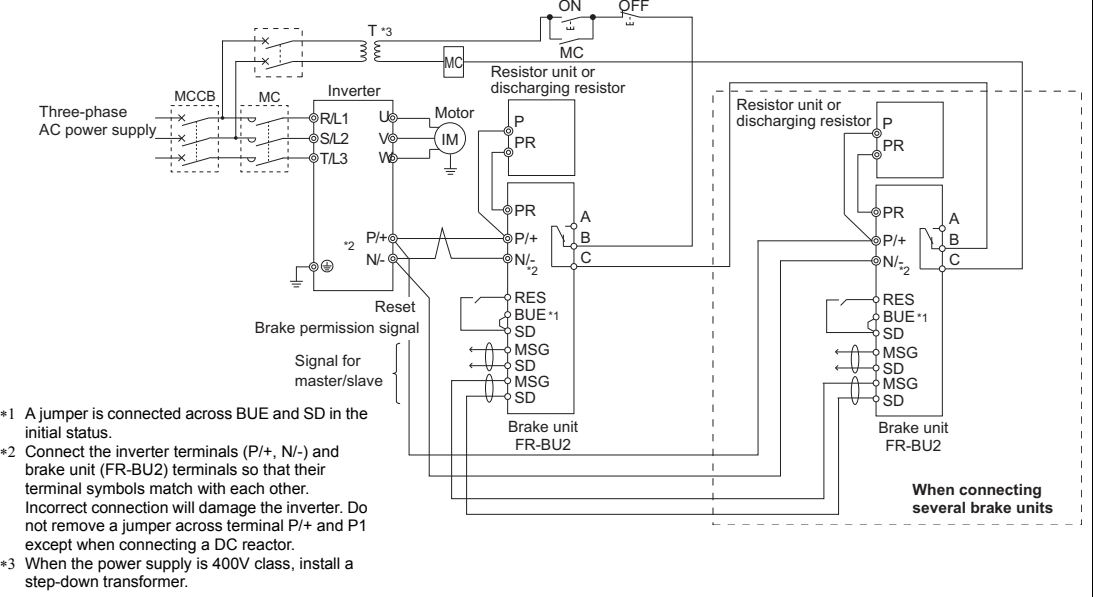 ON OFF
T *3
MC
MC
Resistor unit or
discharging resistor
MCCB MC Inverter
Three-phase
AC power supply
R/L1
S/L2
T/L3
U
V
W
Motor
IM
P
PR
Resistor unit or
discharging resistor
P
PR
PR
P/+
N/-
*2
A
B
C
*2
P/+
N/-
PR
P/+
N/-
*2
A
B
C
Reset
Brake permission signal
Signal for
master/slave
RES
BUE *1
SD
MSG
SD
MSG
SD
Brake unit
FR-BU2
RES
BUE *1
SD
MSG
SD
MSG
SD
Brake unit
FR-BU2
When connecting
several brake units
*1 A jumper is connected across BUE and SD in the
initial status.
*2 Connect the inverter terminals (P/+, N/-) and
brake unit (FR-BU2) terminals so that their
terminal symbols match with each other.
Incorrect connection will damage the inverter. Do
not remove a jumper across terminal P/+ and P1
except when connecting a DC reactor.
*3 When the power supply is 400V class, install a
step-down transformer.